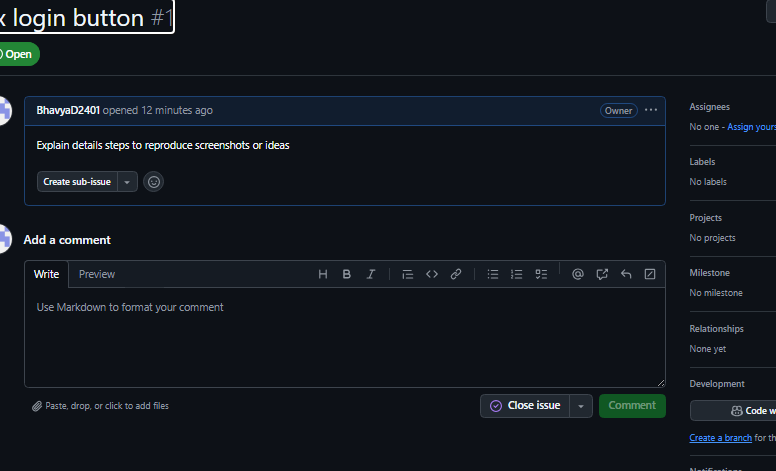 x login button #1
Open
BhavyaD2401 opened 12 minutes ago
Owner
Explain details steps to reproduce screenshots or ideas
Create sub-issue
Add a comment
Write Preview
Use Markdown to format your comment
Paste, drop, or click to add files
Close issue
Comment
Assignees
No one - Assign yours
Labels
No labels
Projects
No projects
Milestone
No milestone
Relationships
None yet
Development
Code w
Create a branch for th